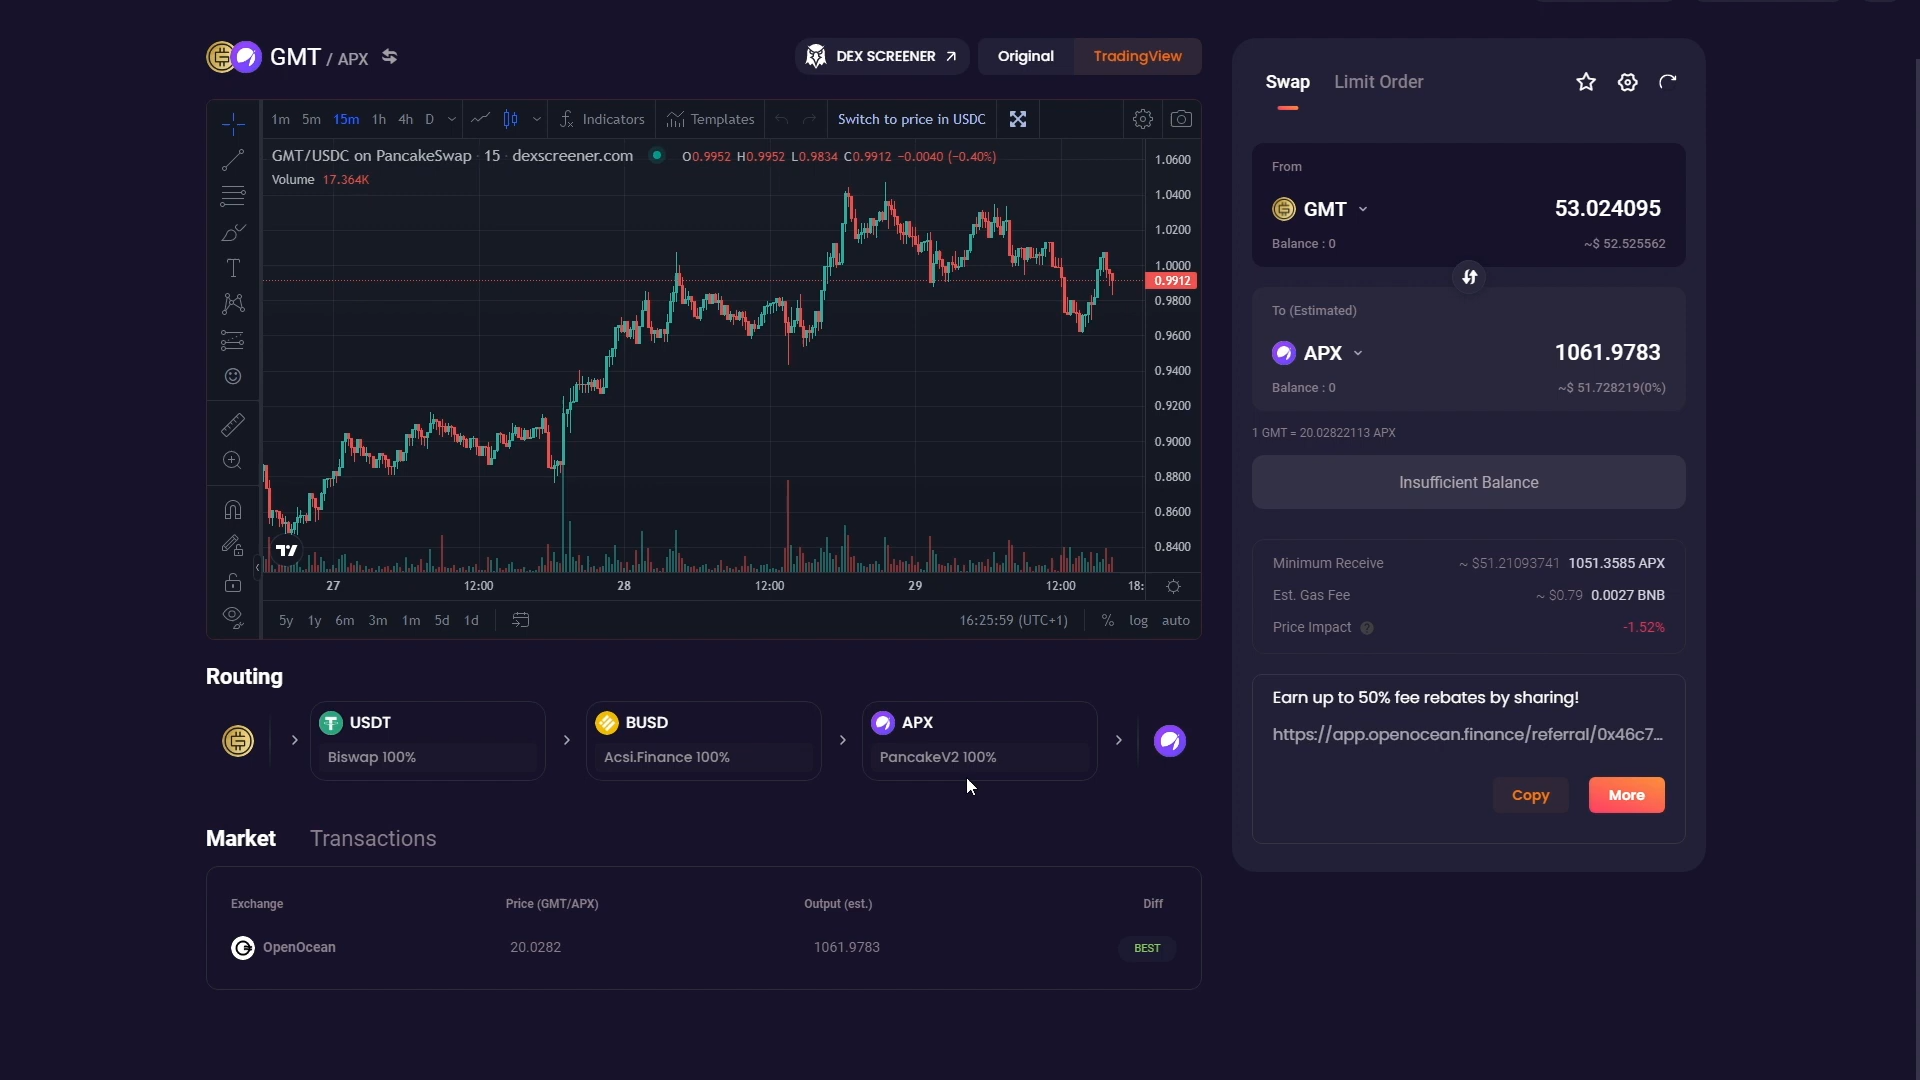 GMT / APX
DEX SCREENER
Original
TradingView
1m 5m 15m 1h 4h D
Indicators
Templates
Switch to price in USDC
GMT/USDC on PancakeSwap · 15 · dexscreener.com
O0.9952 H0.9952 L0.9834 C0.9912 −0.0040 (−0.40%)
Volume 17.364K
1.0600
1.0400
1.0200
1.0000
0.9912
0.9800
0.9600
0.9400
0.9200
0.9000
0.8800
0.8600
0.8400
27 12:00 28 12:00 29 12:00 18:
5y 1y 6m 3m 1m 5d 1d
16:25:59 (UTC+1)
% log auto
Routing
USDT
Biswap 100%
BUSD
Acsi.Finance 100%
APX
PancakeV2 100%
Market
Transactions
Exchange Price (GMT/APX) Output (est.) Diff
OpenOcean 20.0282 1061.9783 BEST
Swap
Limit Order
From
GMT 53.024095
Balance : 0 ~$ 52.525562
To (Estimated)
APX 1061.9783
Balance : 0 ~$ 51.728219(0%)
1 GMT = 20.02822113 APX
Insufficient Balance
Minimum Receive ~ $51.21093741 1051.3585 APX
Est. Gas Fee ~ $0.79 0.0027 BNB
Price Impact ? -1.52%
Earn up to 50% fee rebates by sharing!
https://app.openocean.finance/referral/0x46c7...
Copy
More